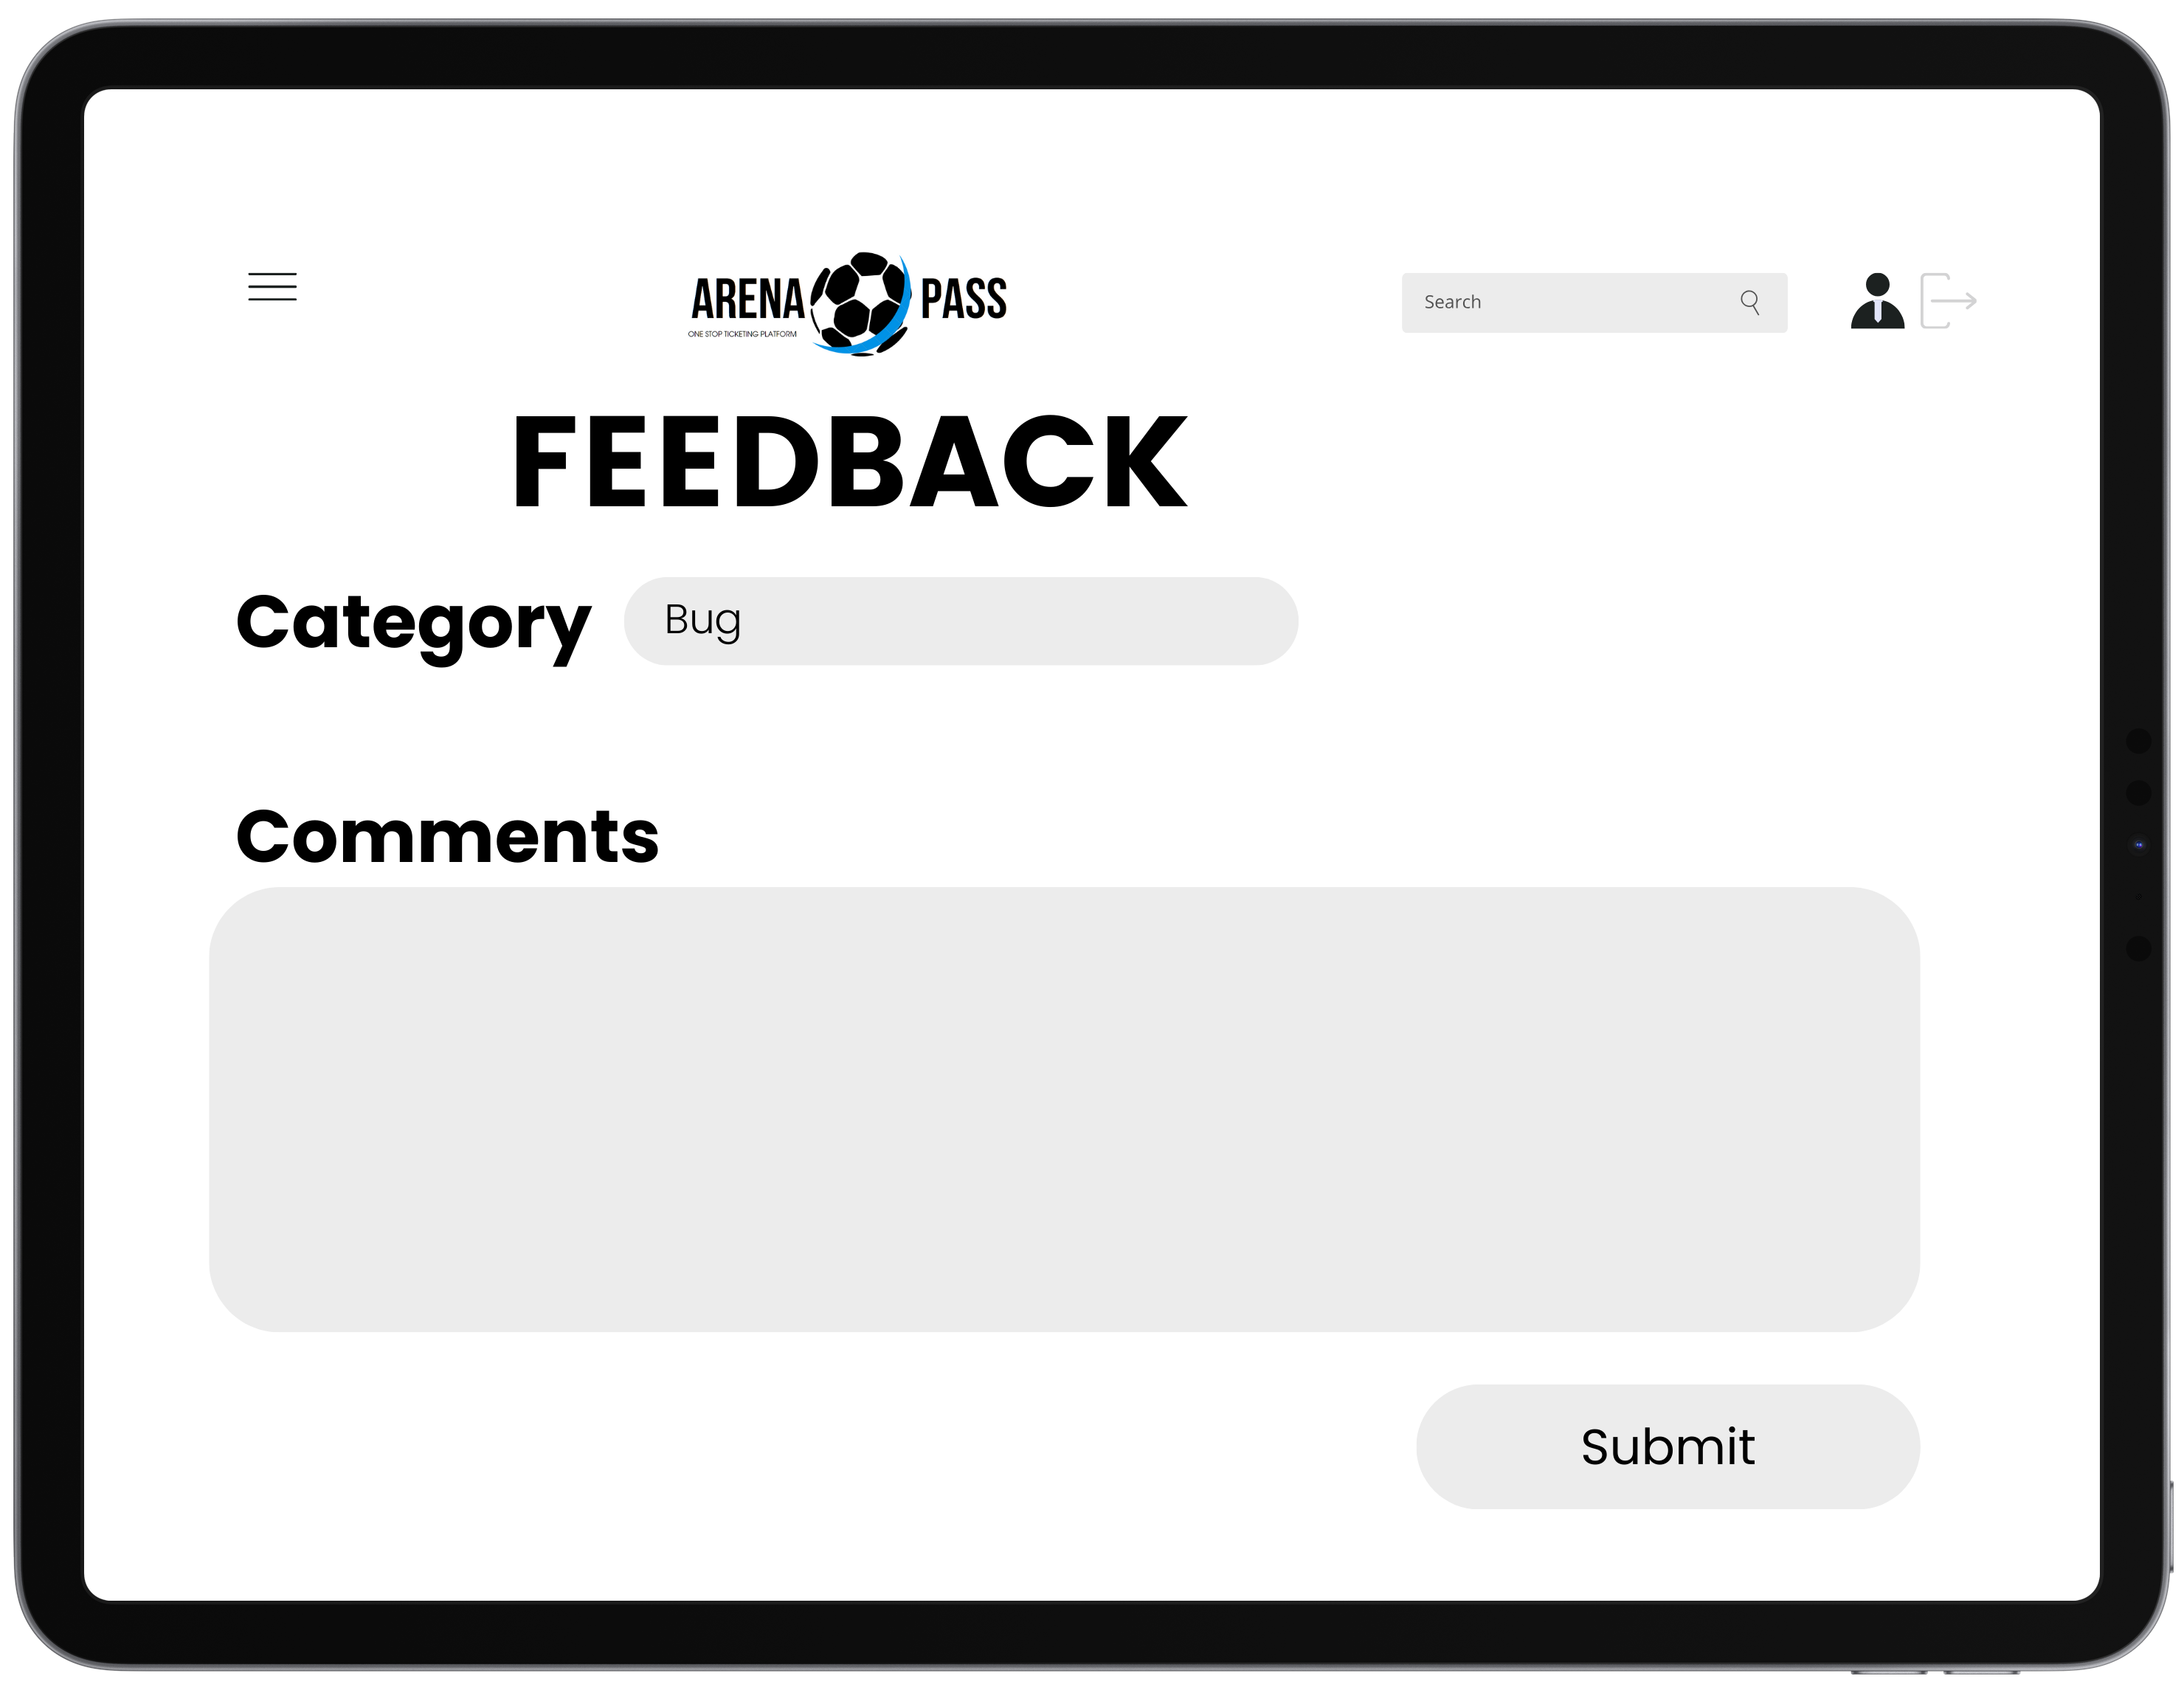 ARENA PASS
ONE STOP TICKETING PLATFORM
Search
FEEDBACK
Category
Bug
Comments
Submit